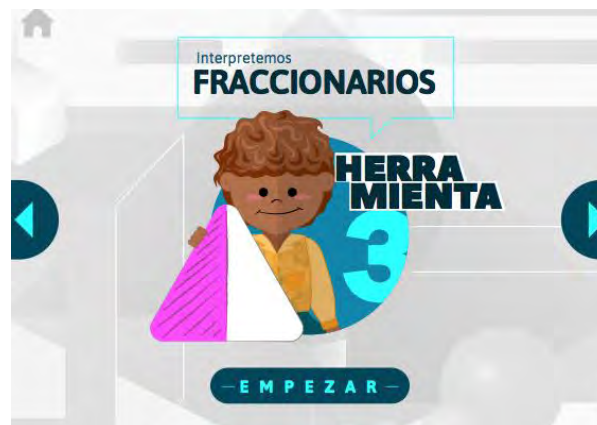 Interpretemos
FRACCIONARIOS
HERRA
MIENTA
3
EMPEZAR